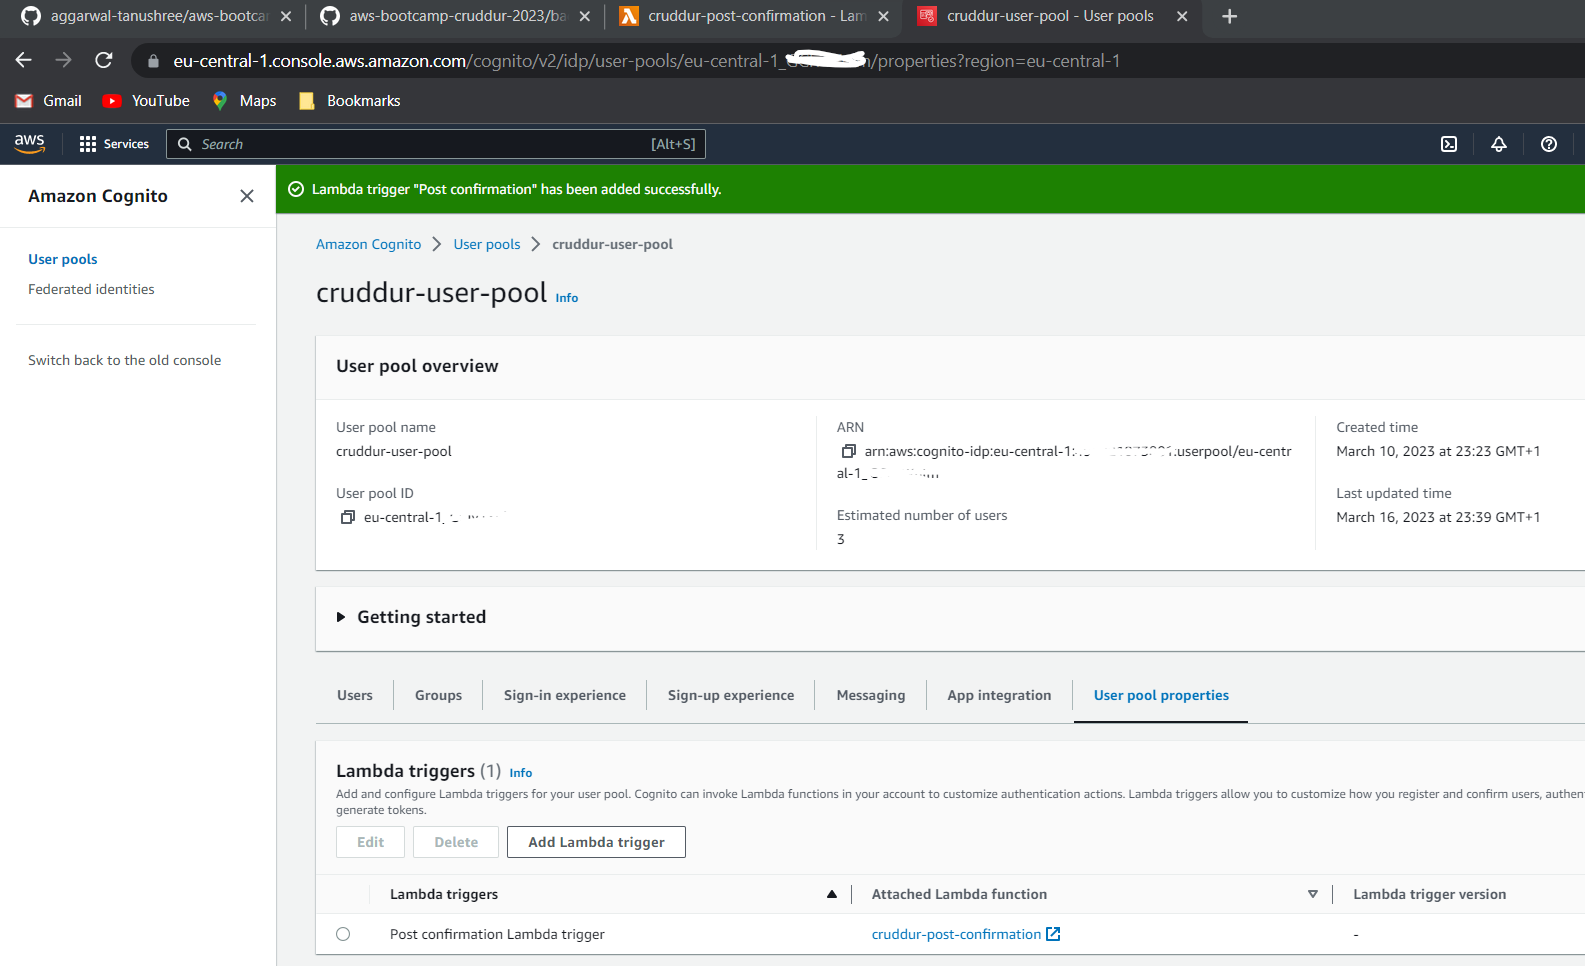 aggarwal-tanushree/aws-bootca
aws-bootcamp-cruddur-2023/ba
cruddur-post-confirmation - Lam
cruddur-user-pool - User pools
eu-central-1.console.aws.amazon.com/cognito/v2/idp/user-pools/eu-central-1_ /properties?region=eu-central-1
Gmail
YouTube
Maps
Bookmarks
aws
Services
Search
[Alt+S]
Amazon Cognito
Lambda trigger "Post confirmation" has been added successfully.
User pools
Federated identities
Switch back to the old console
Amazon Cognito
User pools
cruddur-user-pool
cruddur-user-pool Info
User pool overview
User pool name
cruddur-user-pool
User pool ID
eu-central-1_
ARN
arn:aws:cognito-idp:eu-central-1: :userpool/eu-centr
al-1_
Estimated number of users
3
Created time
March 10, 2023 at 23:23 GMT+1
Last updated time
March 16, 2023 at 23:39 GMT+1
Getting started
Users
Groups
Sign-in experience
Sign-up experience
Messaging
App integration
User pool properties
Lambda triggers (1) Info
Add and configure Lambda triggers for your user pool. Cognito can invoke Lambda functions in your account to customize authentication actions. Lambda triggers allow you to customize how you register and confirm users, authen
generate tokens.
Edit
Delete
Add Lambda trigger
Lambda triggers
Attached Lambda function
Lambda trigger version
Post confirmation Lambda trigger
cruddur-post-confirmation
-